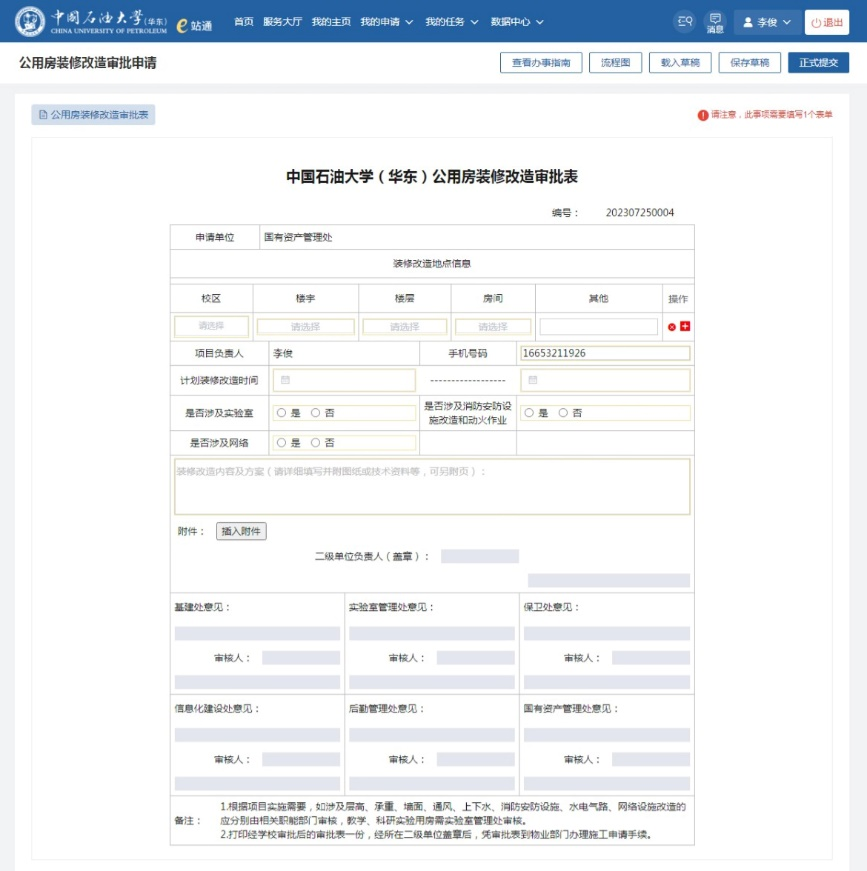 中国石油大学(华东)
CHINA UNIVERSITY OF PETROLEUM
e站通
首页 服务大厅 我的主页 我的申请 我的任务 数据中心
消息
李俊
退出
公用房装修改造审批申请
查看办事指南 流程图 载入草稿 保存草稿 正式提交
公用房装修改造审批表
请注意，此事项需要填写1个表单
中国石油大学（华东）公用房装修改造审批表
编号： 202307250004
申请单位 国有资产管理处
装修改造地点信息
校区 楼宇 楼层 房间 其他 操作
请选择 请选择 请选择 请选择
项目负责人 李俊 手机号码 16653211926
计划装修改造时间 -----------------
是否涉及实验室 是 否 是否涉及消防安防设
施改造和动火作业 是 否
是否涉及网络 是 否
装修改造内容及方案（请详细填写并附图纸或技术资料等，可另附页）：
附件： 插入附件
二级单位负责人（盖章）：
基建处意见： 实验室管理处意见： 保卫处意见：
审核人： 审核人： 审核人：
信息化建设处意见： 后勤管理处意见： 国有资产管理处意见：
审核人： 审核人： 审核人：
备注：
1.根据项目实施需要，如涉及层高、承重、墙面、通风、上下水、消防安防设施、水电气路、网络设施改造的
应分别由相关职能部门审核，教学、科研实验用房需实验室管理处审核。
2.打印经学校审批后的审批表一份，经所在二级单位盖章后，凭审批表到物业部门办理施工申请手续。